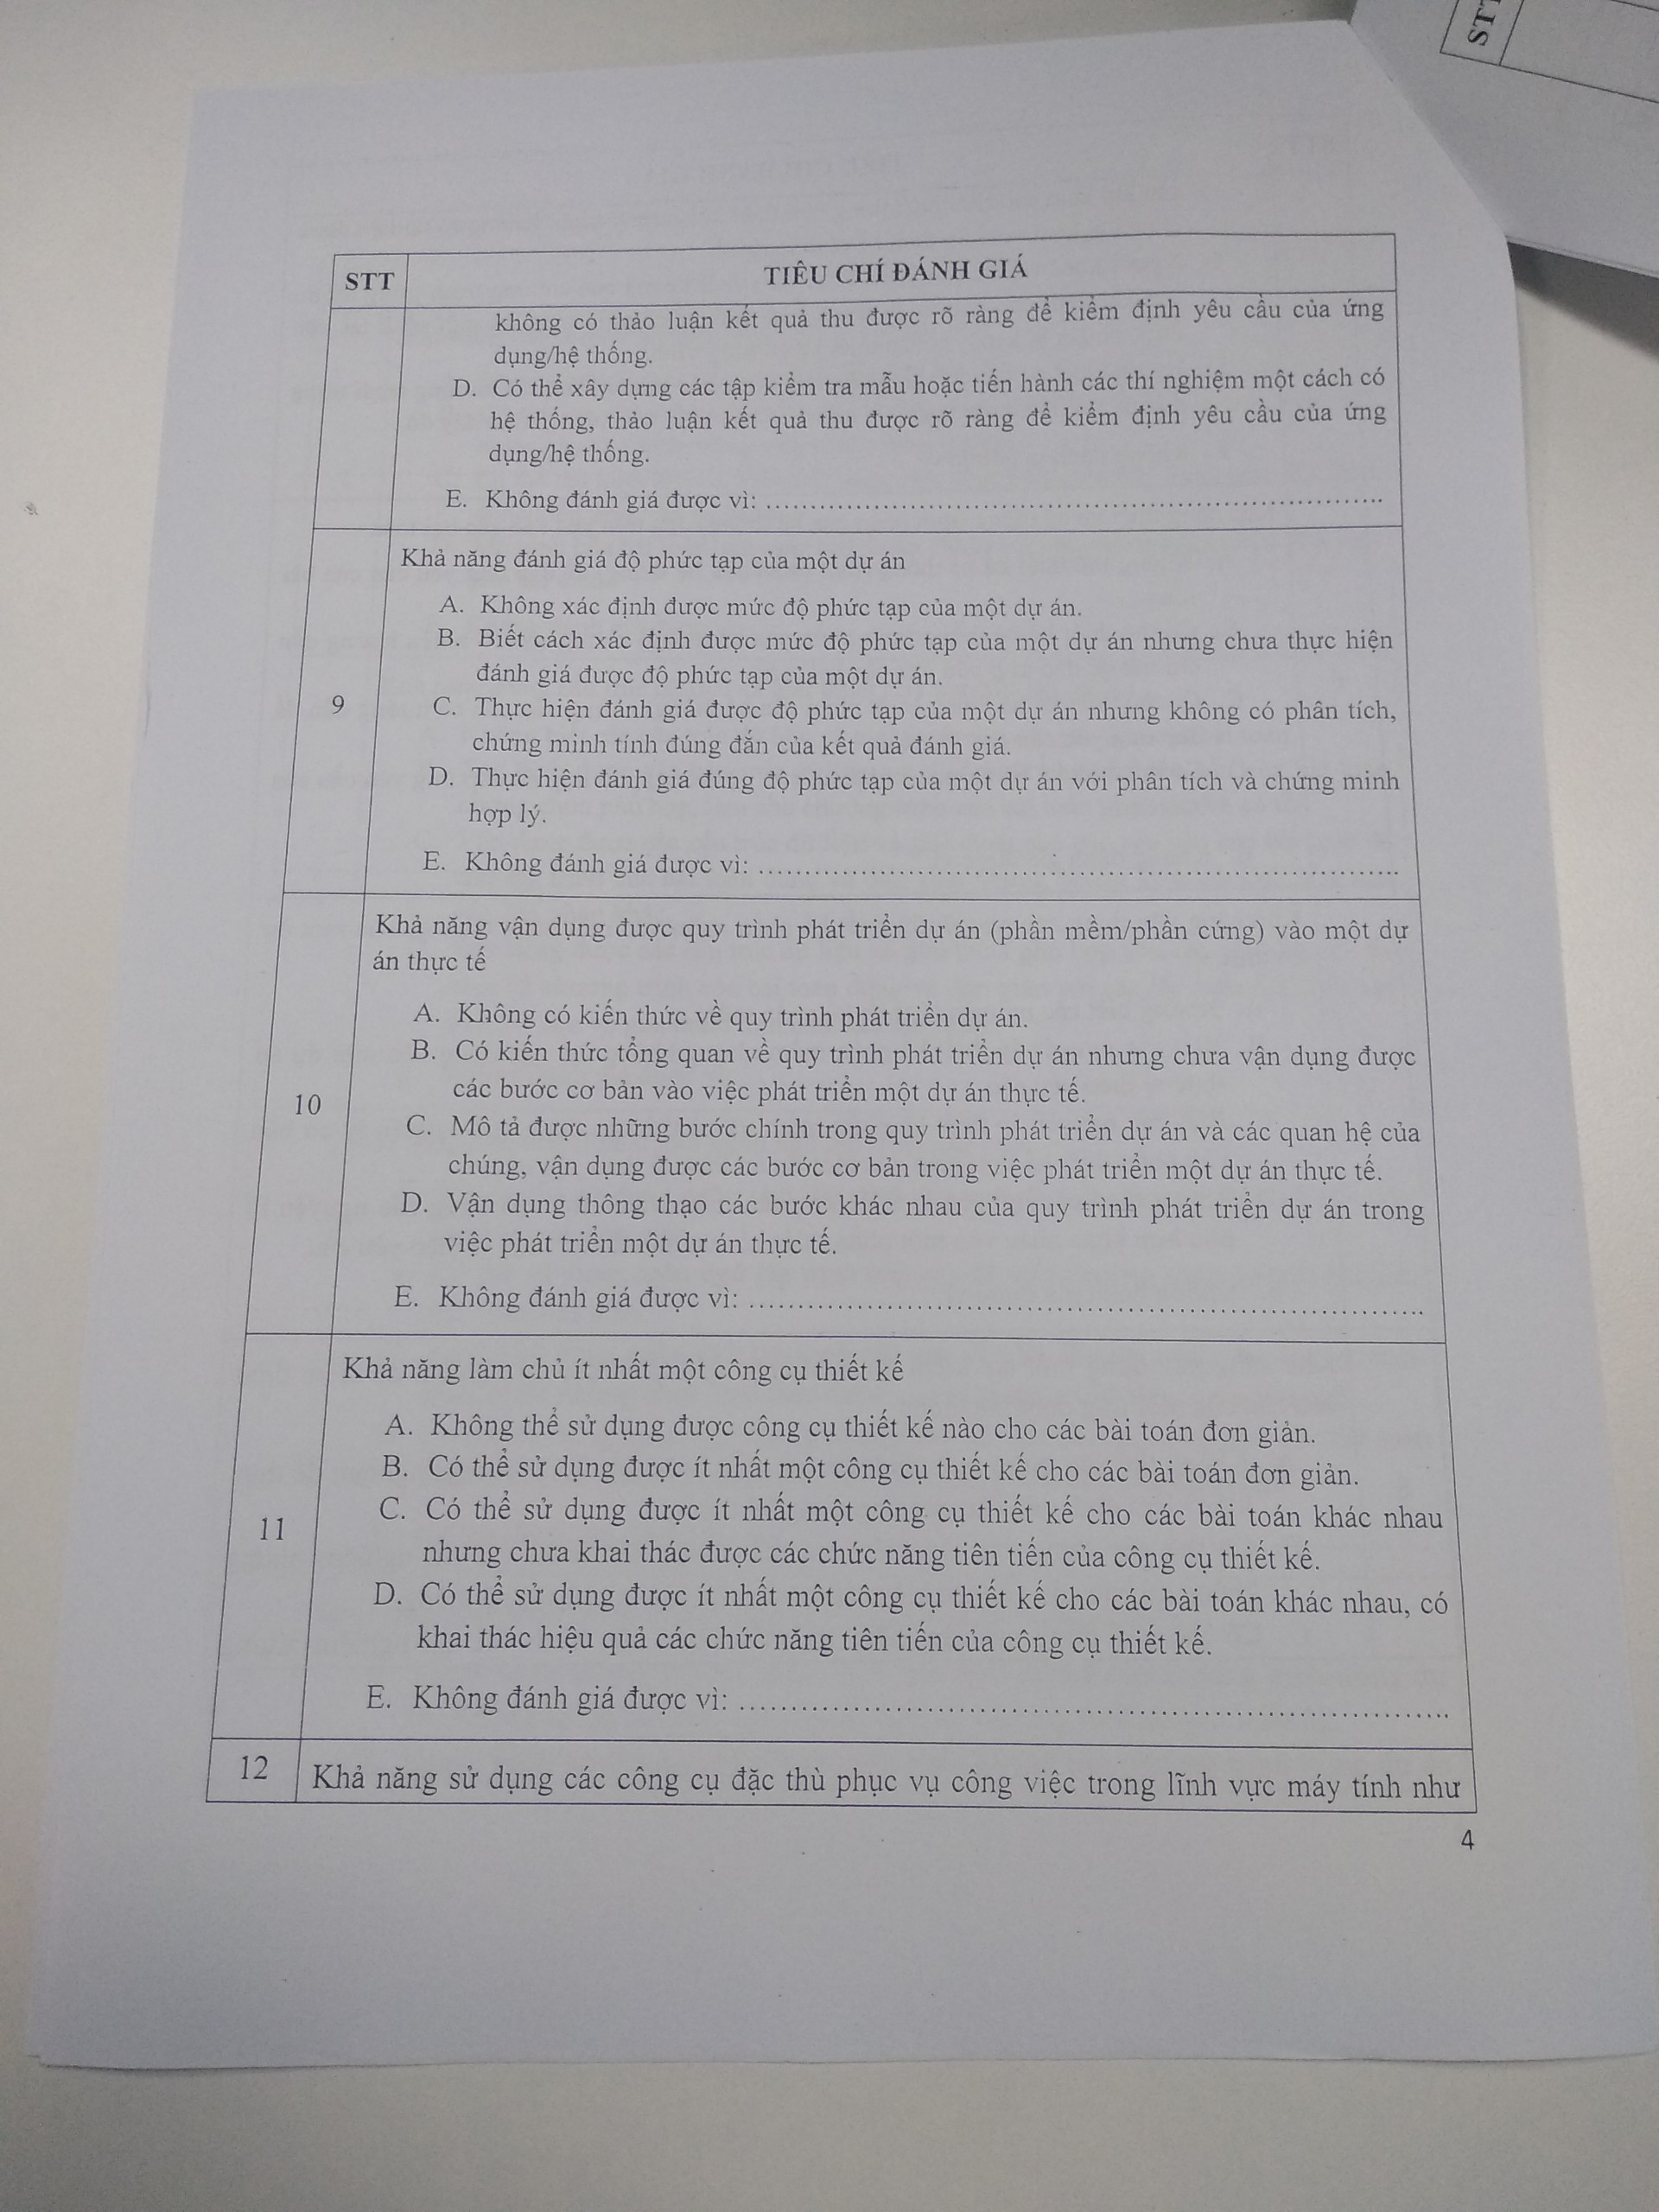 STT
STT
TIÊU CHÍ ĐÁNH GIÁ
không có thảo luận kết quả thu được rõ ràng để kiểm định yêu cầu của ứng
dụng/hệ thống.
D. Có thể xây dựng các tập kiểm tra mẫu hoặc tiến hành các thí nghiệm một cách có
hệ thống, thảo luận kết quả thu được rõ ràng để kiểm định yêu cầu của ứng
dụng/hệ thống.
E. Không đánh giá được vì: ................................................................
9
Khả năng đánh giá độ phức tạp của một dự án
A. Không xác định được mức độ phức tạp của một dự án.
B. Biết cách xác định được mức độ phức tạp của một dự án nhưng chưa thực hiện
đánh giá được độ phức tạp của một dự án.
C. Thực hiện đánh giá được độ phức tạp của một dự án nhưng không có phân tích,
chứng minh tính đúng đắn của kết quả đánh giá.
D. Thực hiện đánh giá đúng độ phức tạp của một dự án với phân tích và chứng minh
hợp lý.
E. Không đánh giá được vì: ................................................................
10
Khả năng vận dụng được quy trình phát triển dự án (phần mềm/phần cứng) vào một dự
án thực tế
A. Không có kiến thức về quy trình phát triển dự án.
B. Có kiến thức tổng quan về quy trình phát triển dự án nhưng chưa vận dụng được
các bước cơ bản vào việc phát triển một dự án thực tế.
C. Mô tả được những bước chính trong quy trình phát triển dự án và các quan hệ của
chúng, vận dụng được các bước cơ bản trong việc phát triển một dự án thực tế.
D. Vận dụng thông thạo các bước khác nhau của quy trình phát triển dự án trong
việc phát triển một dự án thực tế.
E. Không đánh giá được vì: ................................................................
11
Khả năng làm chủ ít nhất một công cụ thiết kế
A. Không thể sử dụng được công cụ thiết kế nào cho các bài toán đơn giản.
B. Có thể sử dụng được ít nhất một công cụ thiết kế cho các bài toán đơn giản.
C. Có thể sử dụng được ít nhất một công cụ thiết kế cho các bài toán khác nhau
nhưng chưa khai thác được các chức năng tiên tiến của công cụ thiết kế.
D. Có thể sử dụng được ít nhất một công cụ thiết kế cho các bài toán khác nhau, có
khai thác hiệu quả các chức năng tiên tiến của công cụ thiết kế.
E. Không đánh giá được vì: ................................................................
12
Khả năng sử dụng các công cụ đặc thù phục vụ công việc trong lĩnh vực máy tính như
4